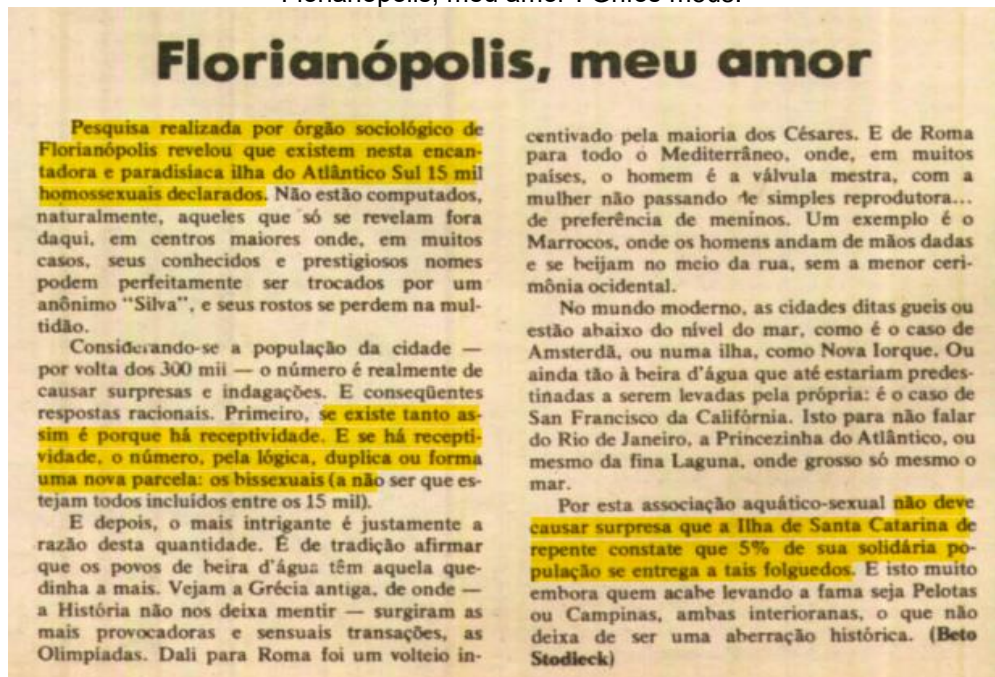 Florianópolis, meu amor". Grifos meus.
Florianópolis, meu amor
Pesquisa realizada por órgão sociológico de
Florianópolis revelou que existem nesta encan-
tadora e paradisíaca ilha do Atlântico Sul 15 mil
homossexuais declarados. Não estão computados,
naturalmente, aqueles que só se revelam fora
daqui, em centros maiores onde, em muitos
casos, seus conhecidos e prestigiosos nomes
podem perfeitamente ser trocados por um
anônimo "Silva", e seus rostos se perdem na mul-
tidão.
Considerando-se a população da cidade —
por volta dos 300 mil — o número é realmente de
causar surpresas e indagações. E conseqüentes
respostas racionais. Primeiro, se existe tanto as-
sim é porque há receptividade. E se há recepti-
vidade, o número, pela lógica, duplica ou forma
uma nova parcela: os bissexuais (a não ser que es-
tejam todos incluídos entre os 15 mil).
E depois, o mais intrigante é justamente a
razão desta quantidade. É de tradição afirmar
que os povos de beira d'água têm aquela que-
dinha a mais. Vejam a Grécia antiga, de onde —
a História não nos deixa mentir — surgiram as
mais provocadoras e sensuais transações, as
Olimpíadas. Dali para Roma foi um volteio in-
centivado pela maioria dos Césares. E de Roma
para todo o Mediterrâneo, onde, em muitos
países, o homem é a válvula mestra, com a
mulher não passando de simples reprodutora...
de preferência de meninos. Um exemplo é o
Marrocos, onde os homens andam de mãos dadas
e se beijam no meio da rua, sem a menor ceri-
mônia ocidental.
No mundo moderno, as cidades ditas gueis ou
estão abaixo do nível do mar, como é o caso de
Amsterdã, ou numa ilha, como Nova Iorque. Ou
ainda tão à beira d'água que até estariam predes-
tinadas a serem levadas pela própria: é o caso de
San Francisco da Califórnia. Isto para não falar
do Rio de Janeiro, a Princezinha do Atlântico, ou
mesmo da fina Laguna, onde grosso só mesmo o
mar.
Por esta associação aquático-sexual não deve
causar surpresa que a Ilha de Santa Catarina de
repente constate que 5% de sua solidária po-
pulação se entrega a tais folguedos. E isto muito
embora quem acabe levando a fama seja Pelotas
ou Campinas, ambas interioranas, o que não
deixa de ser uma aberração histórica. (Beto
Stodieck)